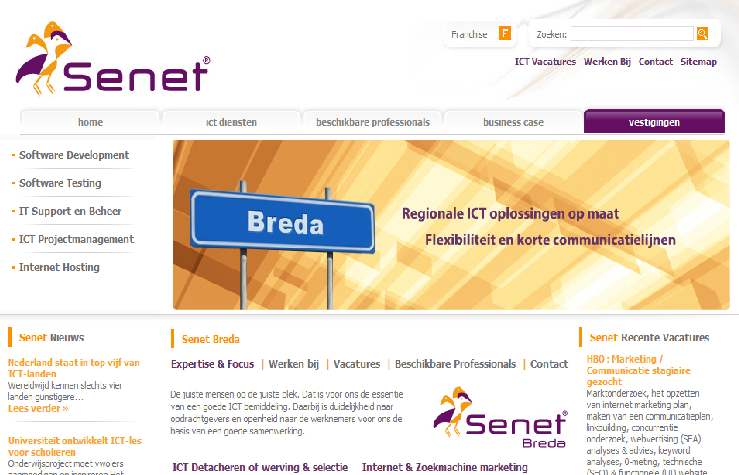 Senet®
Franchise F
Zoeken:
ICT Vacatures Werken Bij Contact Sitemap
home ict diensten beschikbare professionals business case vestigingen
Software Development
Software Testing
IT Support en Beheer
ICT Projectmanagement
Internet Hosting
Breda
Regionale ICT oplossingen op maat
Flexibiliteit en korte communicatielijnen
Senet Nieuws
Nederland staat in top vijf van
ICT-landen
Wereldwijd kennen slechts vier
landen gunstigere...
Lees verder »
Universiteit ontwikkelt ICT-les
voor scholieren
Onderwijsproject moet vwo'ers
Senet Breda
Expertise & Focus | Werken bij | Vacatures | Beschikbare Professionals | Contact
De juiste mensen op de juiste plek. Dat is voor ons de essentie
van een goede ICT bemiddeling. Daarbij is duidelijkheid naar
opdrachtgevers en openheid naar de werknemers voor ons de
basis van een goede samenwerking.
Senet®
Breda
ICT Detacheren of werving & selectie Internet & Zoekmachine marketing
Senet Recente Vacatures
HBO : Marketing /
Communicatie stagiaire
gezocht
Marktonderzoek, het opzetten
van internet marketing plan,
maken van een communicatieplen,
linkbuilding, concurrentie
onderzoek, webvertising (SEA)
analyses & advies, keyword
analyses, 0-meting, technische
(SEO) & functionele (UI) website